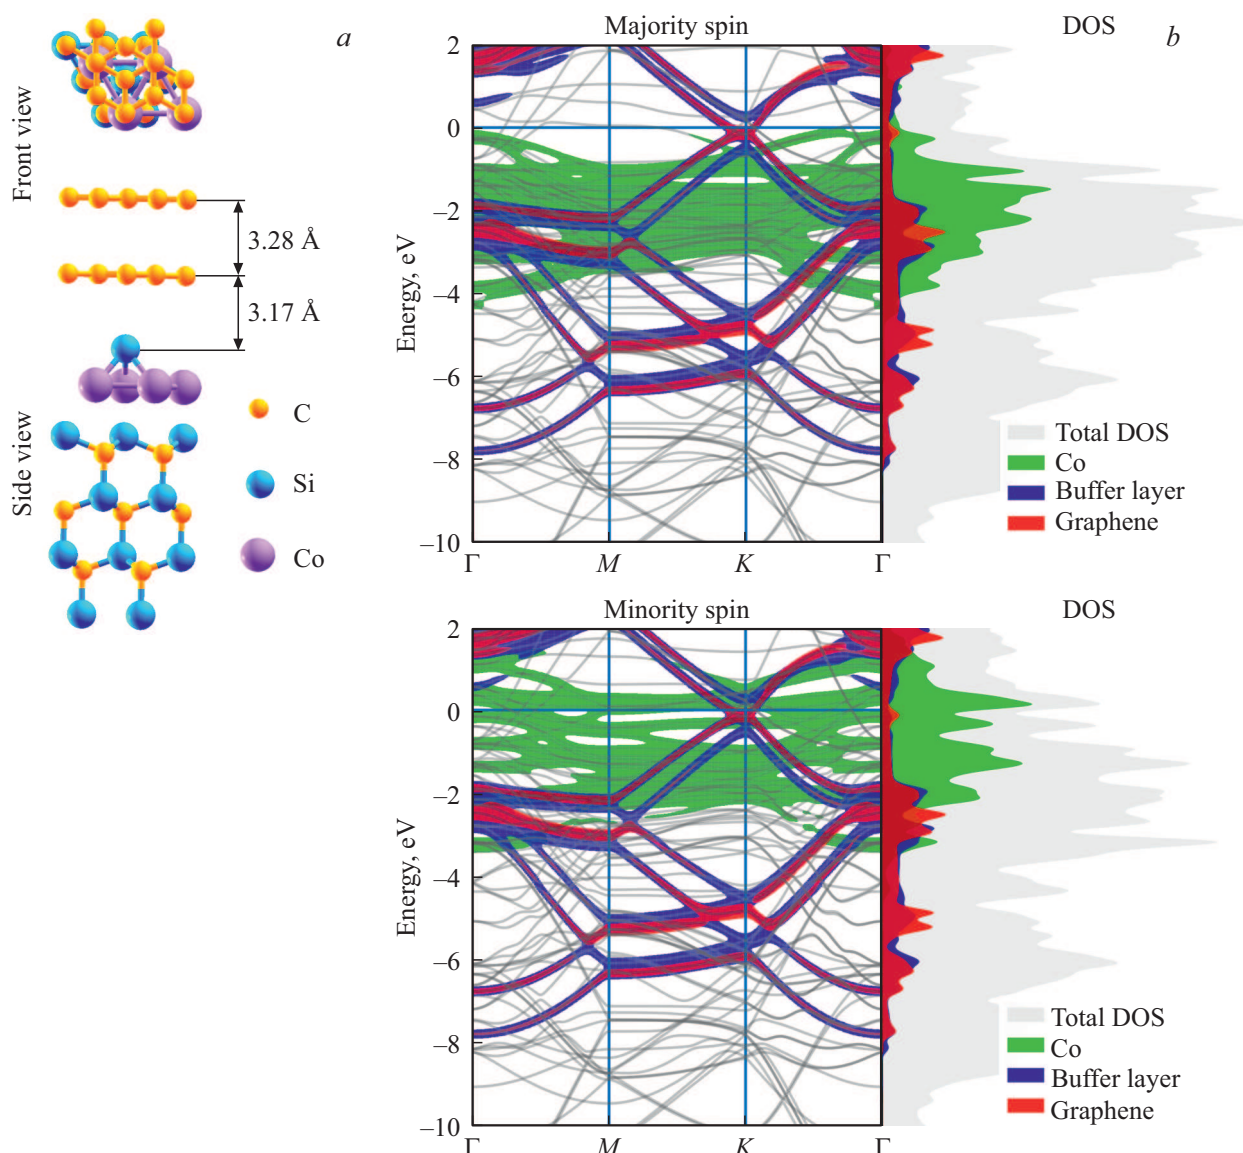 a
Front view
3.28 Å
3.17 Å
Side view
C
Si
Co
Majority spin
DOS
b
Energy, eV
2
0
–2
–4
–6
–8
–10
Γ
M
K
Γ
Total DOS
Co
Buffer layer
Graphene
Minority spin
DOS
Energy, eV
2
0
–2
–4
–6
–8
–10
Γ
M
K
Γ
Total DOS
Co
Buffer layer
Graphene